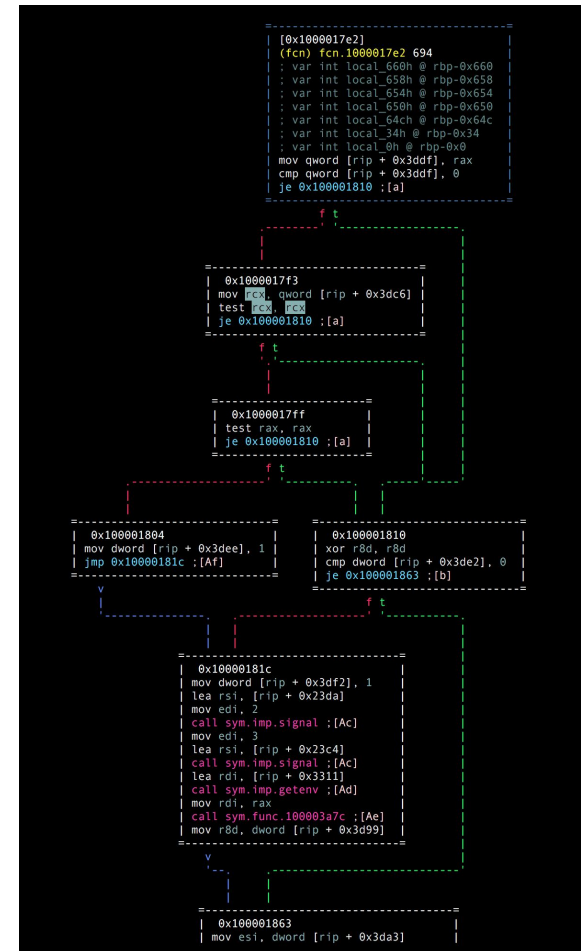 [0x1000017e2]
(fcn) fcn.1000017e2 694
; var int local_660h @ rbp-0x660
; var int local_658h @ rbp-0x658
; var int local_654h @ rbp-0x654
; var int local_650h @ rbp-0x650
; var int local_64ch @ rbp-0x64c
; var int local_34h @ rbp-0x34
; var int local_0h @ rbp-0x0
mov qword [rip + 0x3ddf], rax
cmp qword [rip + 0x3ddf], 0
je 0x100001810 ;[a]
f t
0x1000017f3
mov rcx, qword [rip + 0x3dc6]
test rcx, rcx
je 0x100001810 ;[a]
f t
0x1000017ff
test rax, rax
je 0x100001810 ;[a]
f t
0x100001804
mov dword [rip + 0x3dee], 1
jmp 0x10000181c ;[Af]
v
0x100001810
xor r8d, r8d
cmp dword [rip + 0x3de2], 0
je 0x100001863 ;[b]
f t
0x10000181c
mov dword [rip + 0x3df2], 1
lea rsi, [rip + 0x23da]
mov edi, 2
call sym.imp.signal ;[Ac]
mov edi, 3
lea rsi, [rip + 0x23c4]
call sym.imp.signal ;[Ac]
lea rdi, [rip + 0x3311]
call sym.imp.getenv ;[Ad]
mov rdi, rax
call sym.func.100003a7c ;[Ae]
mov r8d, dword [rip + 0x3d99]
v
0x100001863
mov esi, dword [rip + 0x3da3]